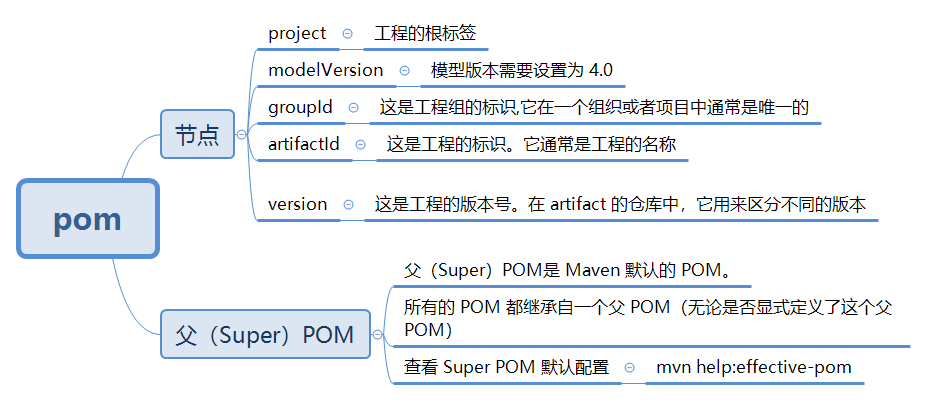 pom
节点
project
工程的根标签
modelVersion
模型版本需要设置为 4.0
groupId
这是工程组的标识,它在一个组织或者项目中通常是唯一的
artifactId
这是工程的标识。它通常是工程的名称
version
这是工程的版本号。在 artifact 的仓库中，它用来区分不同的版本
父（Super）POM
父（Super）POM是 Maven 默认的 POM。
所有的 POM 都继承自一个父 POM（无论是否显式定义了这个父
POM）
查看 Super POM 默认配置
mvn help:effective-pom